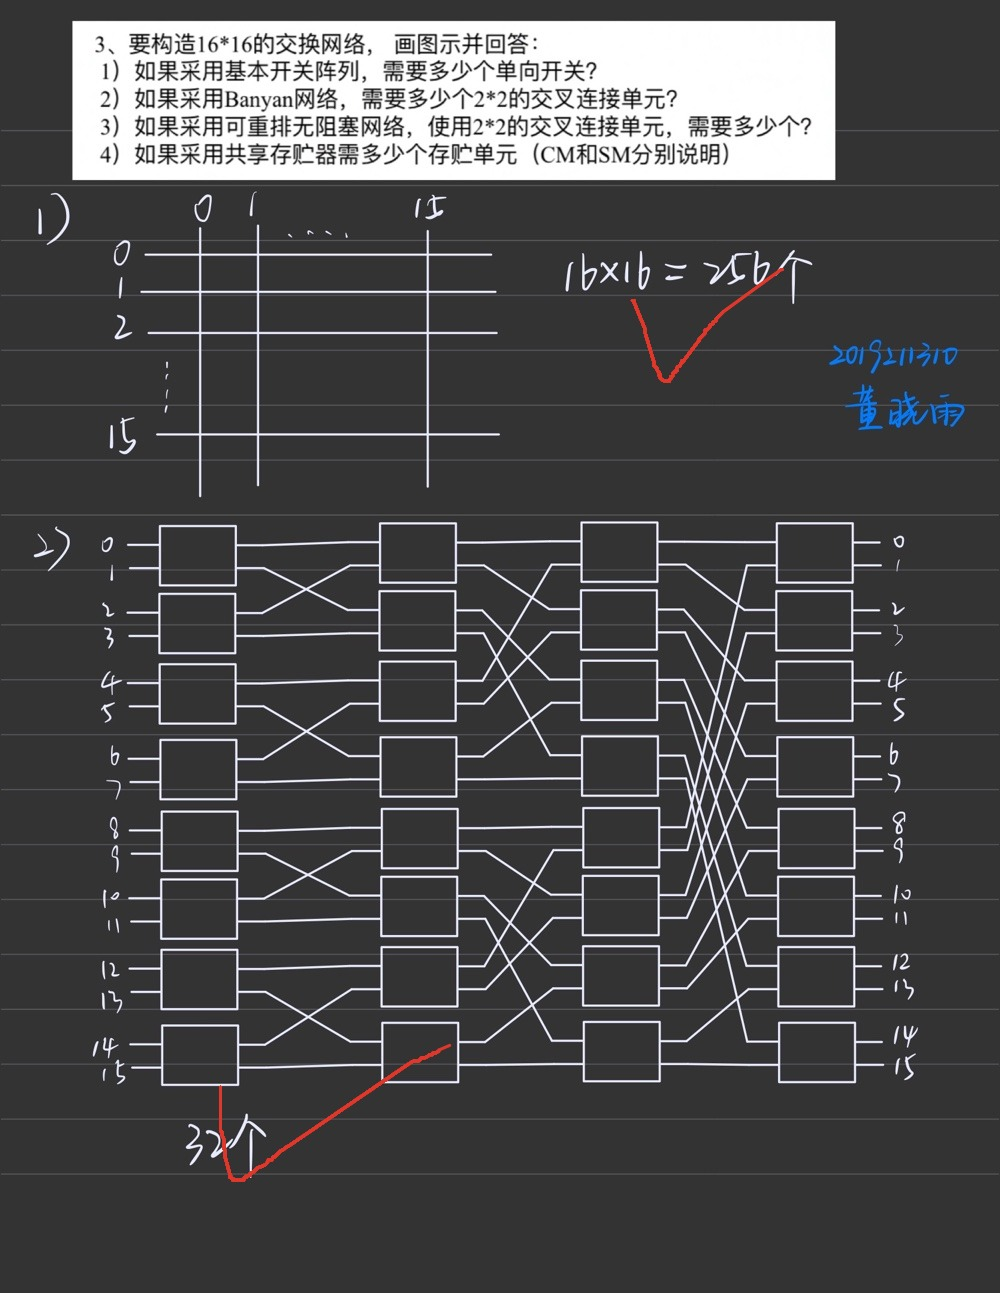 3、要构造16*16的交换网络， 画图示并回答：
1）如果采用基本开关阵列，需要多少个单向开关？
2）如果采用Banyan网络，需要多少个2*2的交叉连接单元？
3）如果采用可重排无阻塞网络，使用2*2的交叉连接单元，需要多少个？
4）如果采用共享存贮器需多少个存贮单元（CM和SM分别说明）
1) 0 1 .... 15
0
1
2
15
16×16 = 256个
2019211310
董晓雨
2) 0 0
1 1
2 2
3 3
4 4
5 5
6 6
7 7
8 8
9 9
10 10
11 11
12 12
13 13
14 14
15 15
32个